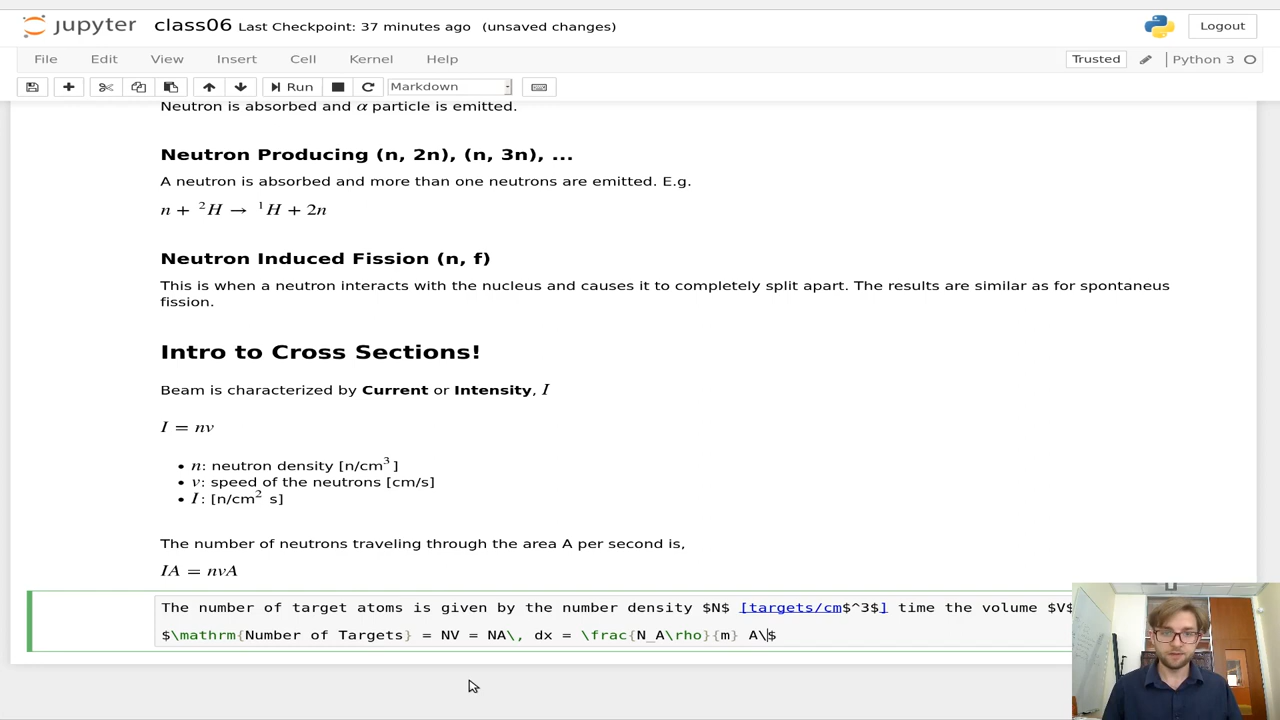 jupyter class06 Last Checkpoint: 37 minutes ago (unsaved changes) Logout
File Edit View Insert Cell Kernel Help Trusted Python 3
Run Markdown
Neutron is absorbed and α particle is emitted.
Neutron Producing (n, 2n), (n, 3n), ...
A neutron is absorbed and more than one neutrons are emitted. E.g.
n + ²H → ¹H + 2n
Neutron Induced Fission (n, f)
This is when a neutron interacts with the nucleus and causes it to completely split apart. The results are similar as for spontaneus
fission.
Intro to Cross Sections!
Beam is characterized by Current or Intensity, I
I = nv
• n: neutron density [n/cm³]
• v: speed of the neutrons [cm/s]
• I: [n/cm² s]
The number of neutrons traveling through the area A per second is,
IA = nvA
The number of target atoms is given by the number density $N$ [targets/cm$^3$] time the volume $V$
$\mathrm{Number of Targets} = NV = NA\, dx = \frac{N_A\rho}{m} A\$